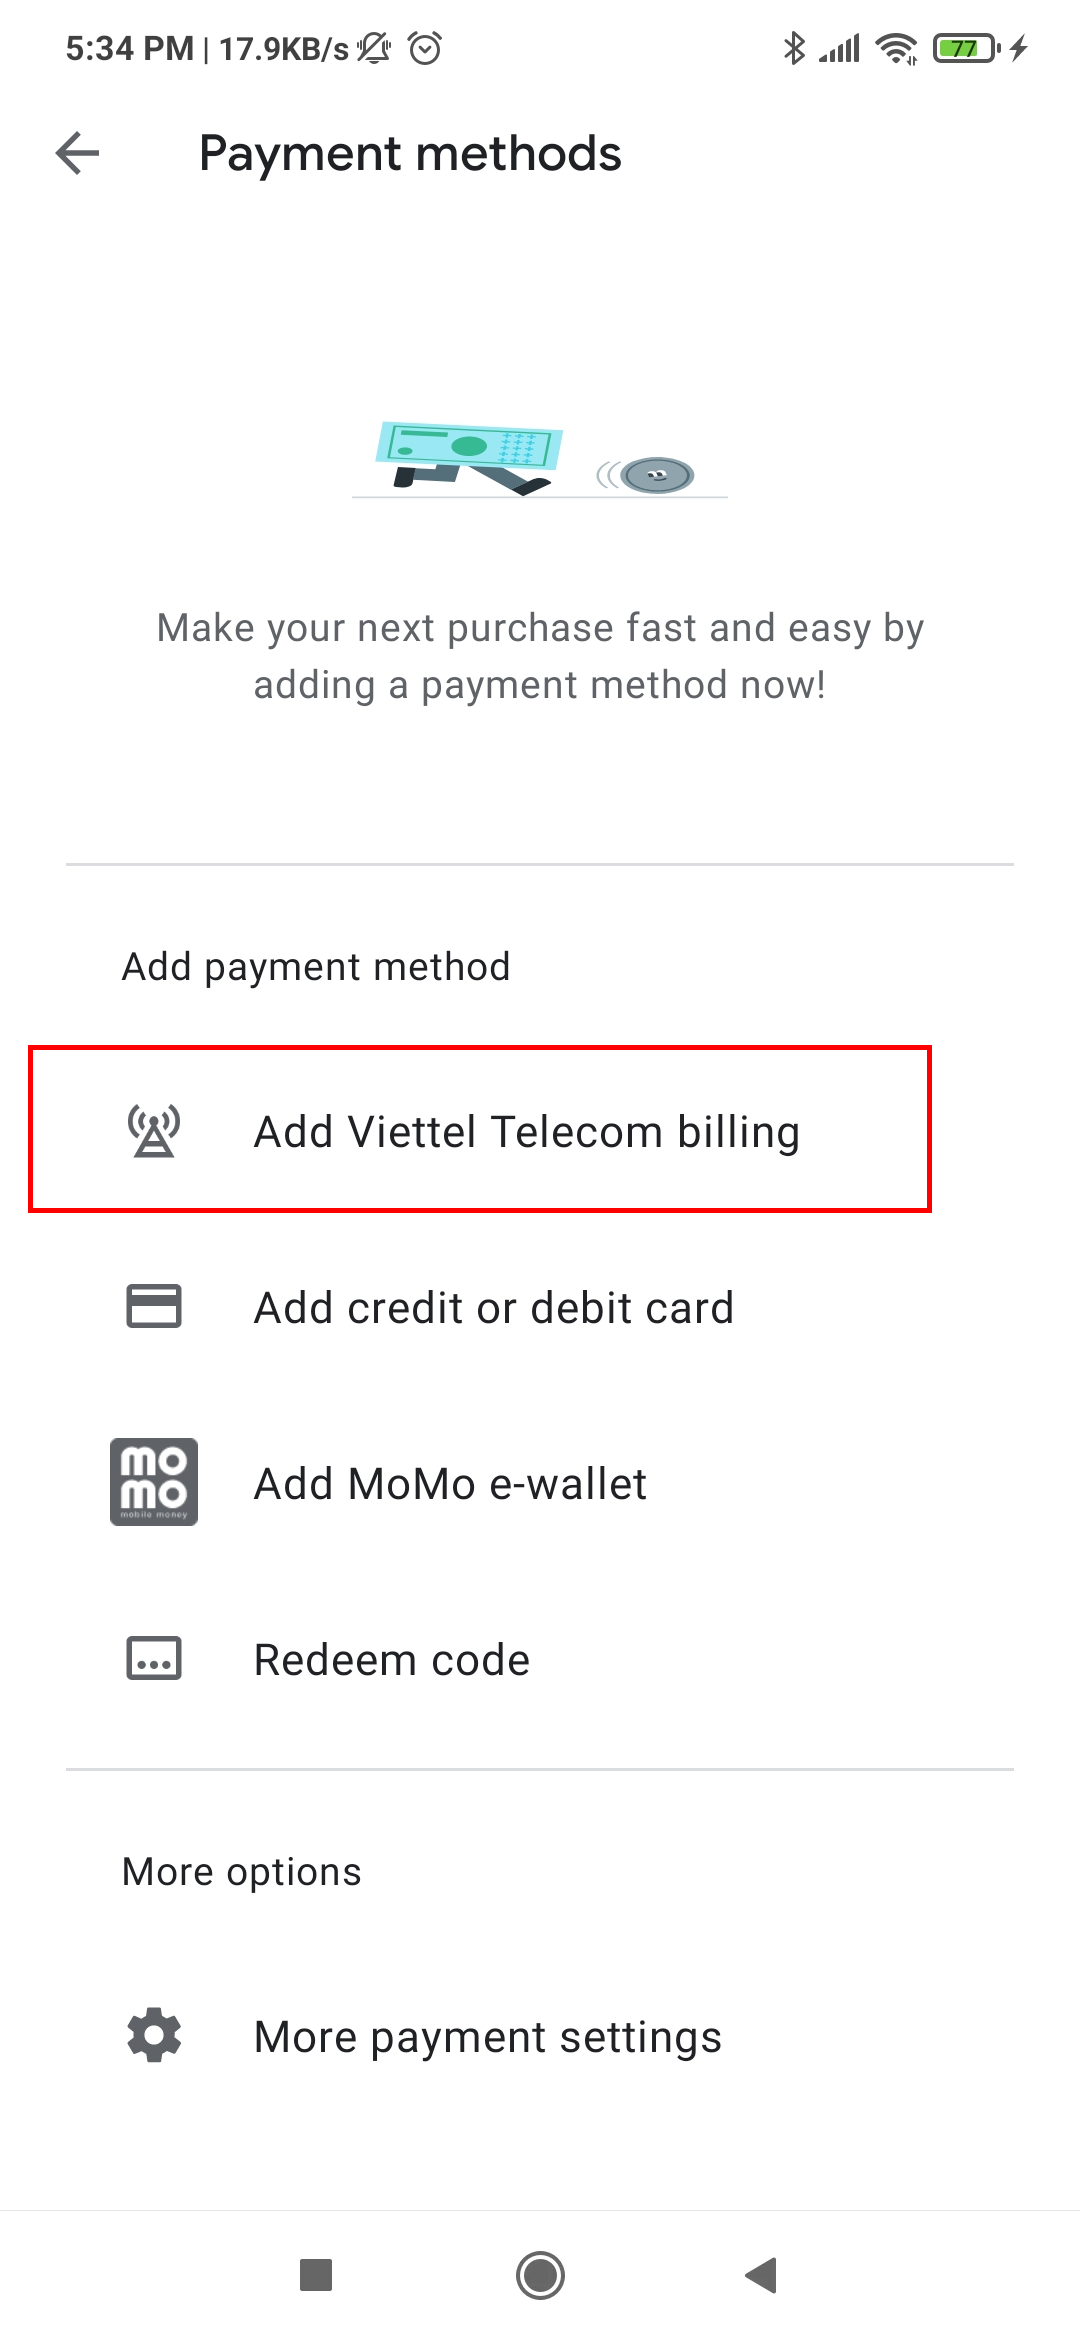 5:34 PM | 17.9KB/s
77
Payment methods
Make your next purchase fast and easy by
adding a payment method now!
Add payment method
Add Viettel Telecom billing
Add credit or debit card
mo
mo
mobile money
Add MoMo e-wallet
Redeem code
More options
More payment settings